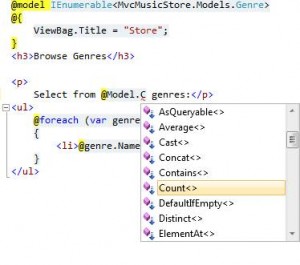 @model IEnumerable<MvcMusicStore.Models.Genre>
@{
ViewBag.Title = "Store";
}
<h3>Browse Genres</h3>
<p>
Select from @Model.C genres:</p>
<ul>
@foreach (var genre
{
<li>@genre.Name
}
</ul>
AsQueryable<>
Average<>
Cast<>
Concat<>
Contains<>
Count<>
DefaultIfEmpty<>
Distinct<>
ElementAt<>